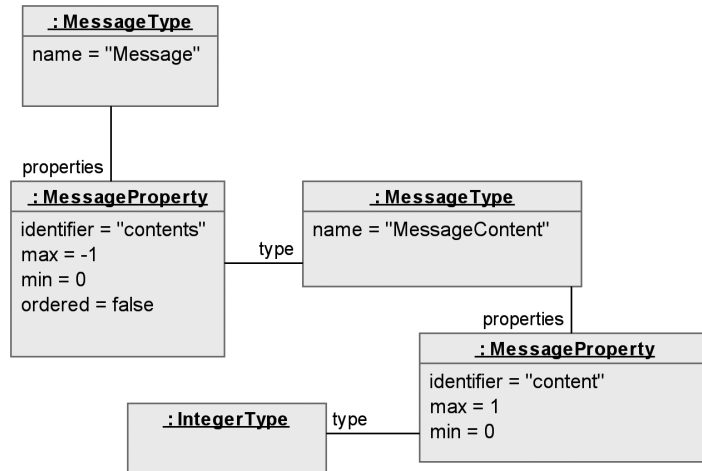 : MessageType
name = "Message"
properties
: MessageProperty
identifier = "contents"
max = -1
min = 0
ordered = false
type
: MessageType
name = "MessageContent"
properties
: MessageProperty
identifier = "content"
max = 1
min = 0
type
: IntegerType